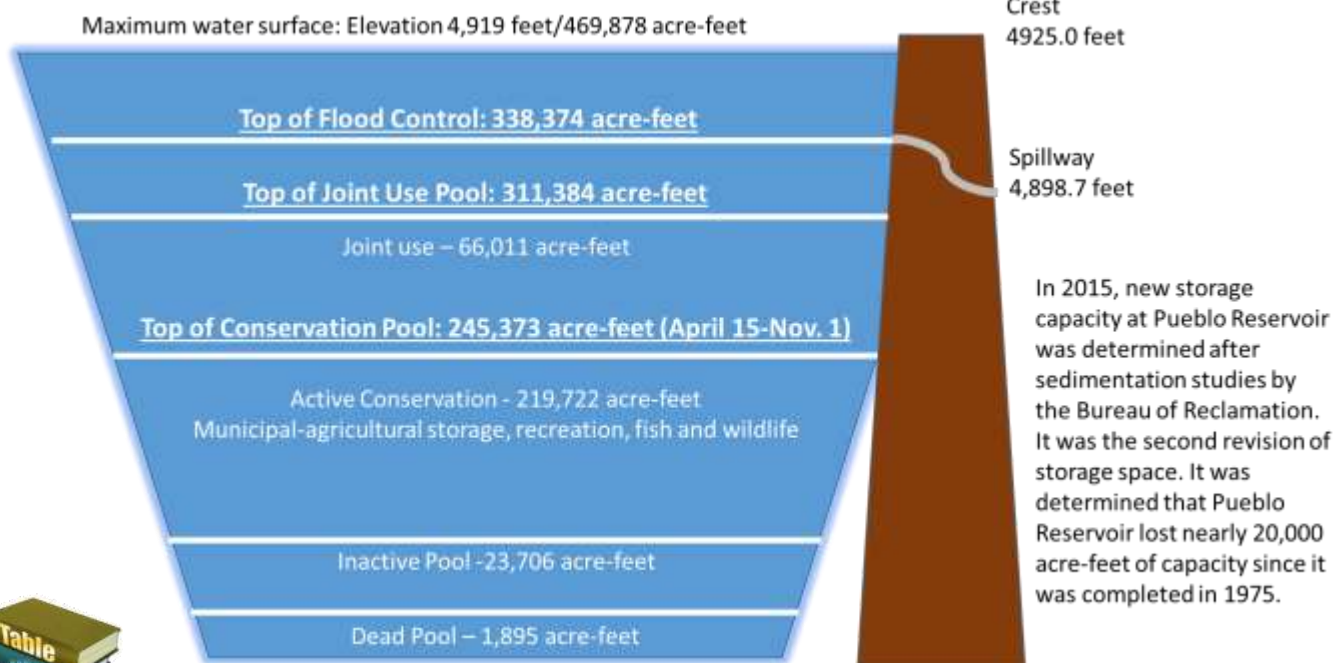 Maximum water surface: Elevation 4,919 feet/469,878 acre-feet
Crest
4925.0 feet
Top of Flood Control: 338,374 acre-feet
Spillway
4,898.7 feet
Top of Joint Use Pool: 311,384 acre-feet
Joint use – 66,011 acre-feet
Top of Conservation Pool: 245,373 acre-feet (April 15-Nov. 1)
Active Conservation - 219,722 acre-feet
Municipal-agricultural storage, recreation, fish and wildlife
Inactive Pool -23,706 acre-feet
Dead Pool – 1,895 acre-feet
In 2015, new storage
capacity at Pueblo Reservoir
was determined after
sedimentation studies by
the Bureau of Reclamation.
It was the second revision of
storage space. It was
determined that Pueblo
Reservoir lost nearly 20,000
acre-feet of capacity since it
was completed in 1975.
Table